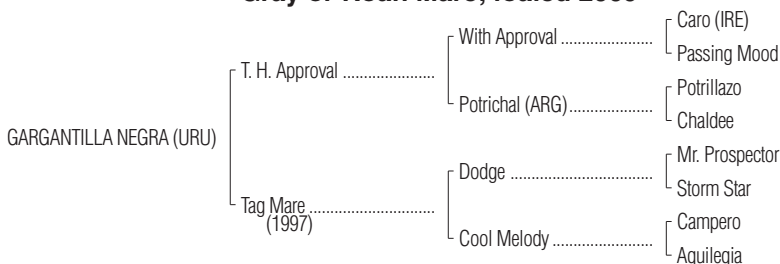 Gray or Roan Mare; foaled
Caro (IRE)
With Approval
Passing Mood
T. H. Approval
Potrillazo
Potrichal (ARG)
Chaldee
GARGANTILLA NEGRA (URU)
Mr. Prospector
Dodge
Storm Star
Tag Mare
(1997)
Campero
Cool Melody
Aquilegia